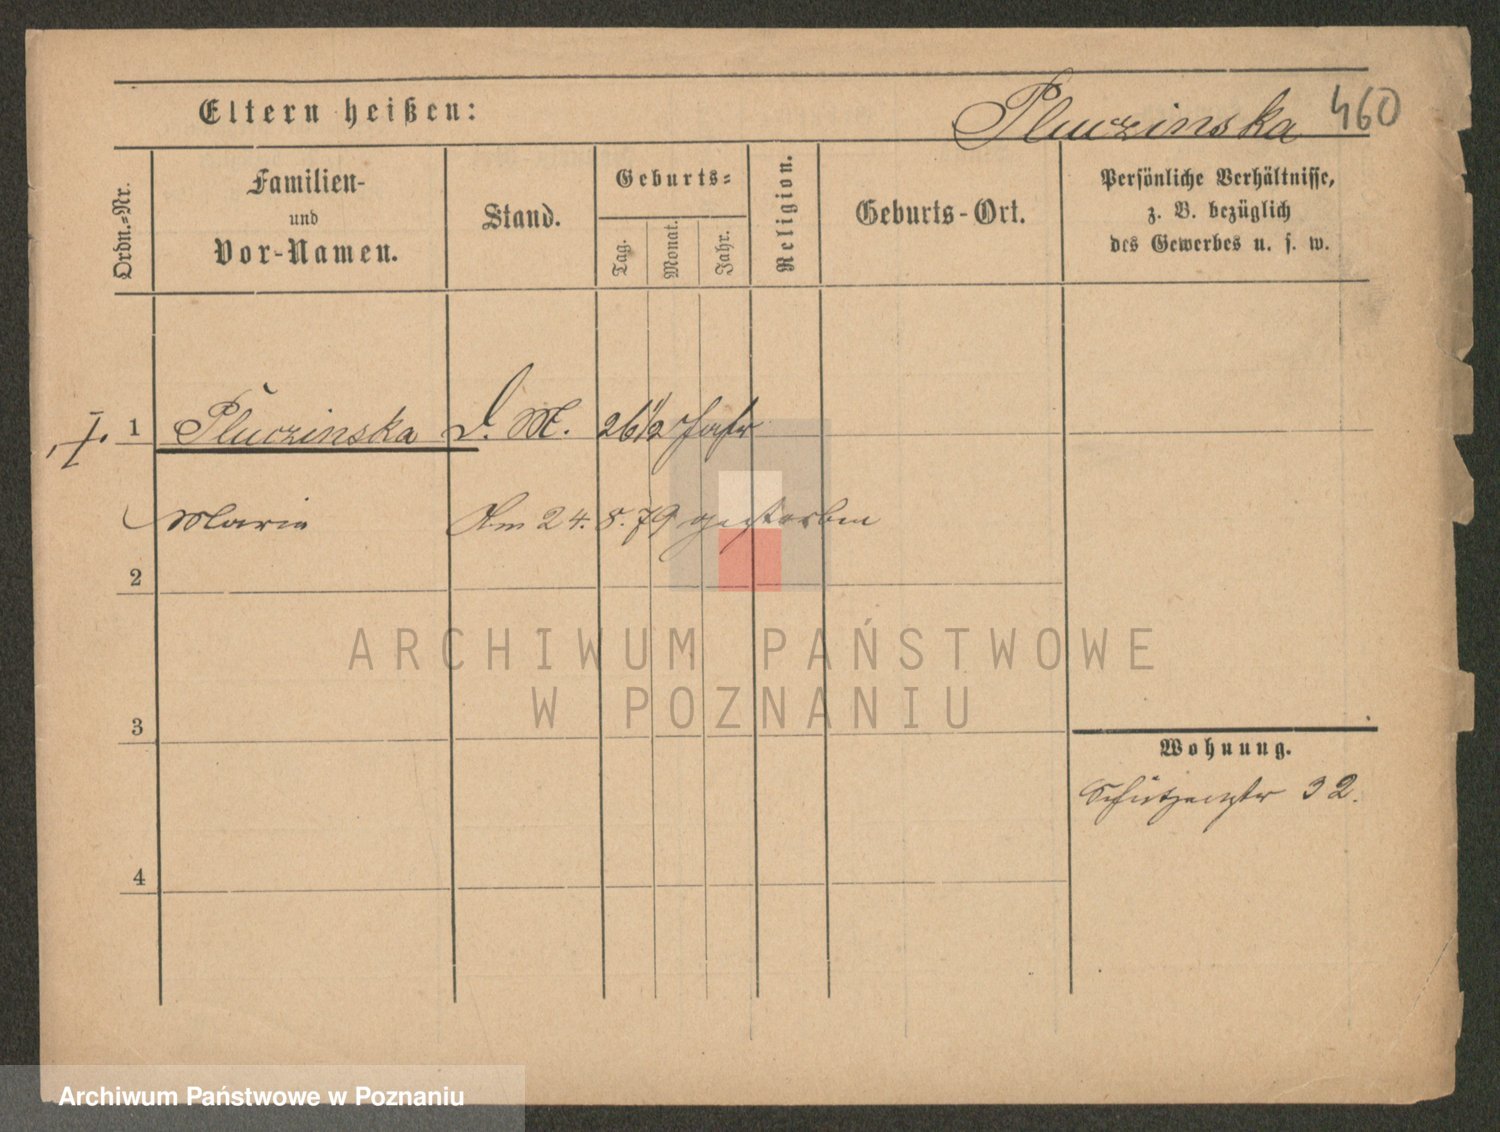 Eltern heißen:
Pluczinska 460
Ordn.-Nr.
Familien-
und
Vor-Namen.
Stand.
Geburts-
Tag.
Monat.
Jahr.
Religion.
Geburts-Ort.
Persönliche Verhältnisse,
z. B. bezüglich
des Gewerbes u. s. w.
I. 1 Pluczinska d. M. 26 1/2 Jahr
Marie Am 24. 8. 79 gestorben
2
3
Wohnung.
Schützenstr 32.
4
ARCHIWUM PAŃSTWOWE
W POZNANIU
Archiwum Państwowe w Poznaniu